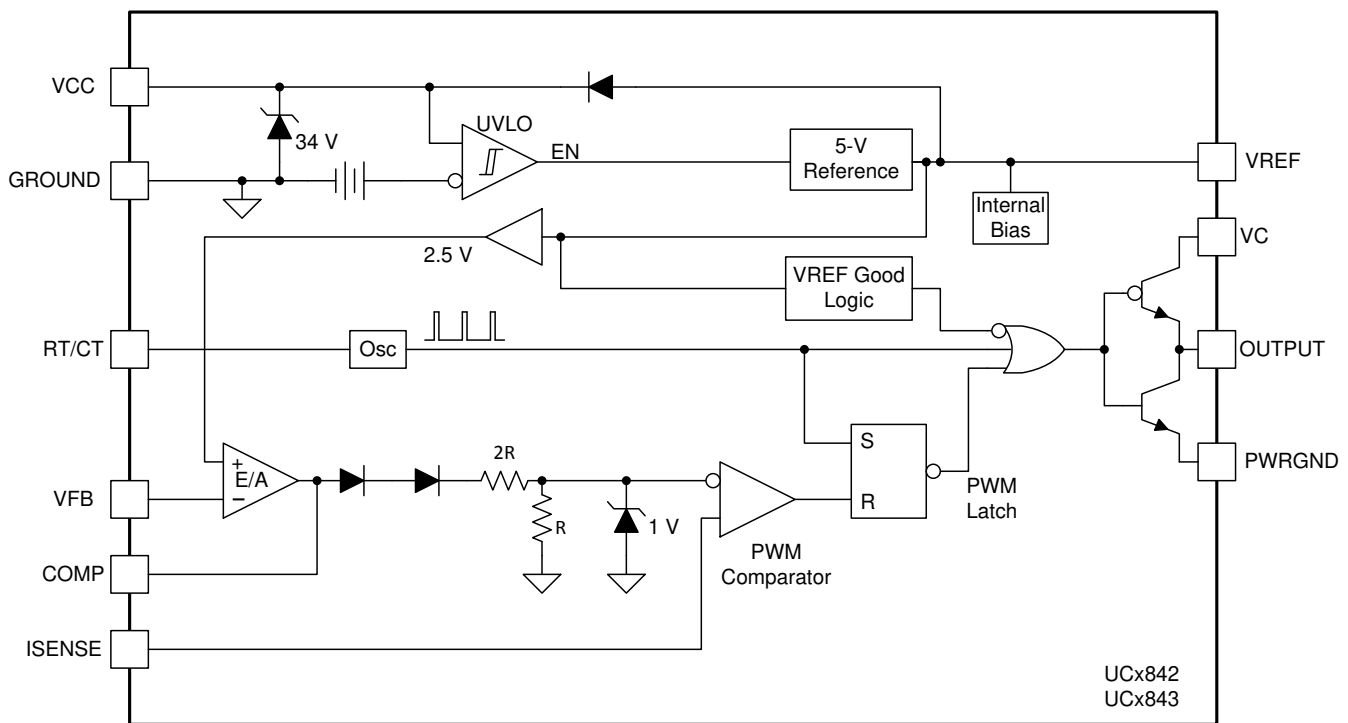 VCC
UVLO
34 V
EN
5-V
Reference
GROUND
VREF
Internal
Bias
VC
2.5 V
VREF Good
Logic
RT/CT
Osc
OUTPUT
S
2R
+
E/A
−
PWRGND
VFB
R
1 V
R
PWM
Latch
PWM
Comparator
COMP
ISENSE
UCx842
UCx843